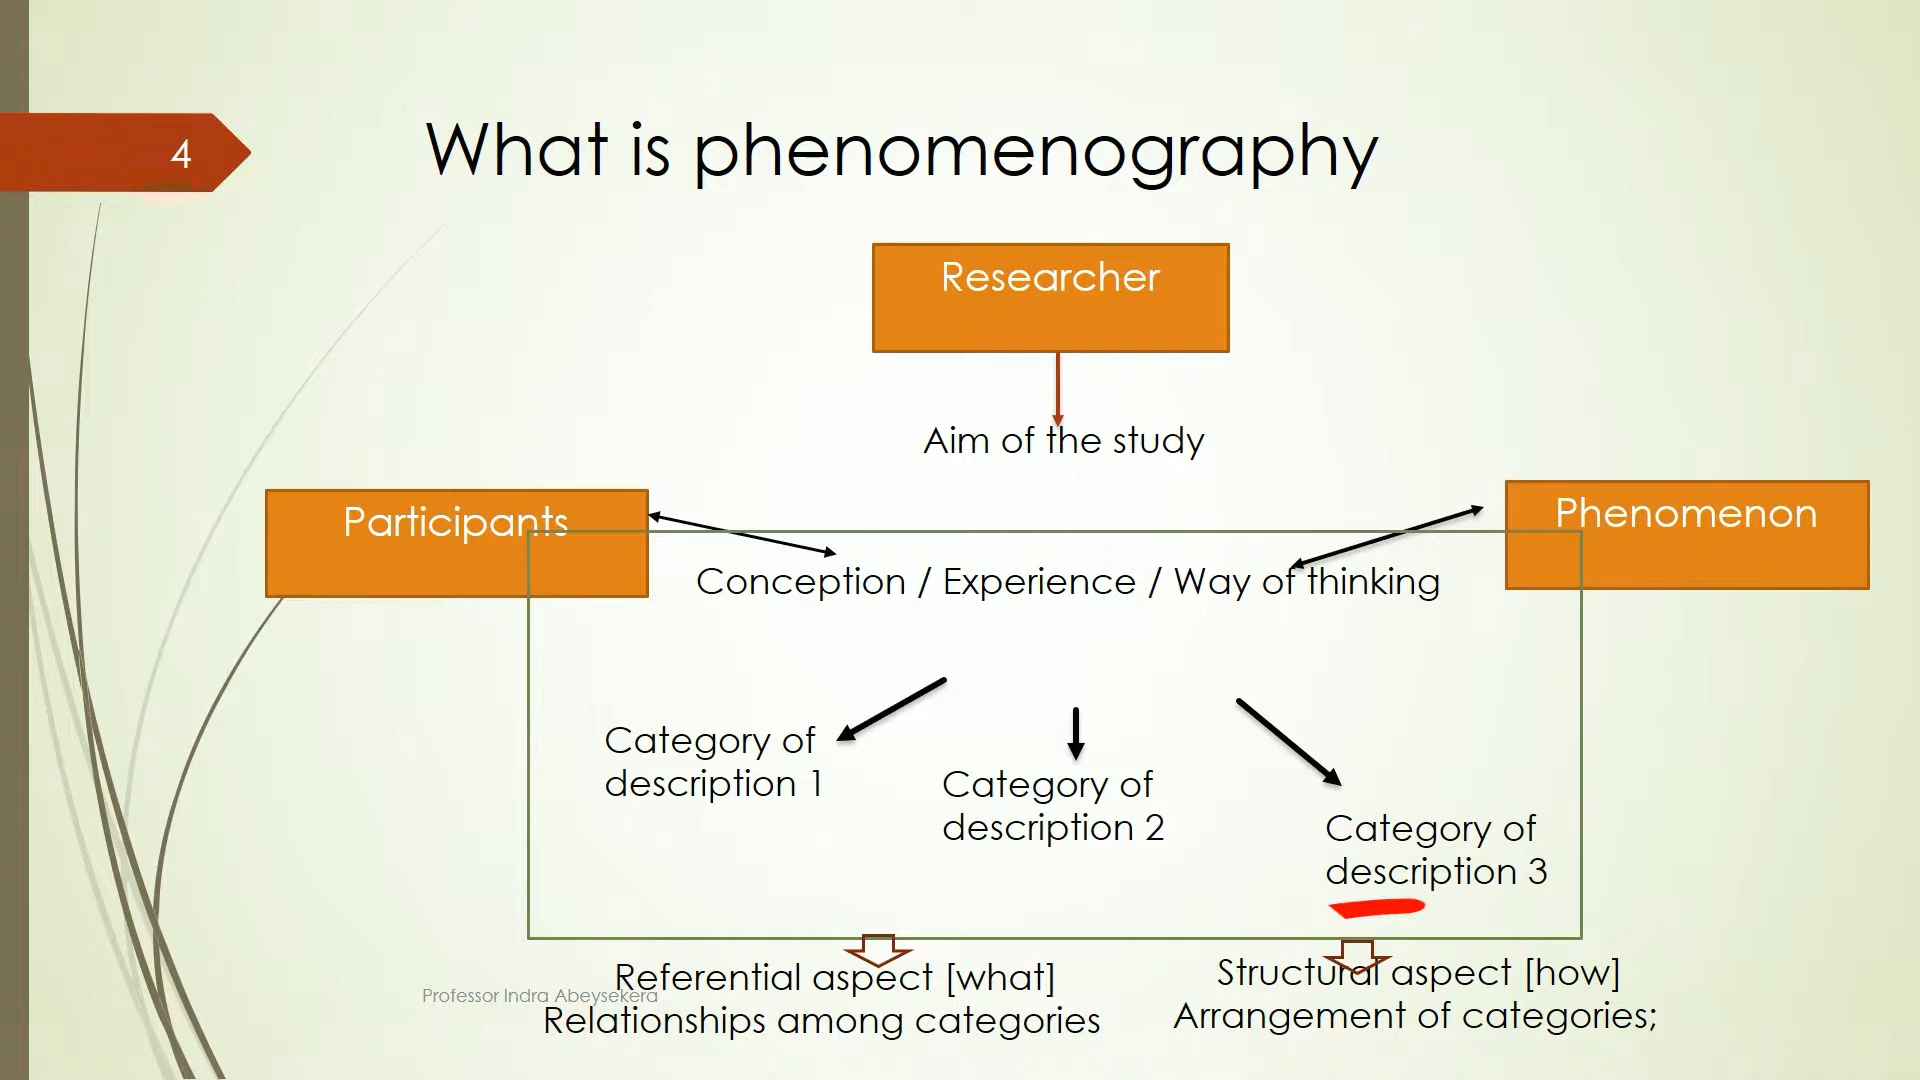 4
What is phenomenography
Researcher
Aim of the study
Participants
Phenomenon
Conception / Experience / Way of thinking
Category of
description 1
Category of
description 2
Category of
description 3
Referential aspect [what]
Relationships among categories
Structural aspect [how]
Arrangement of categories;
Professor Indra Abeysekera